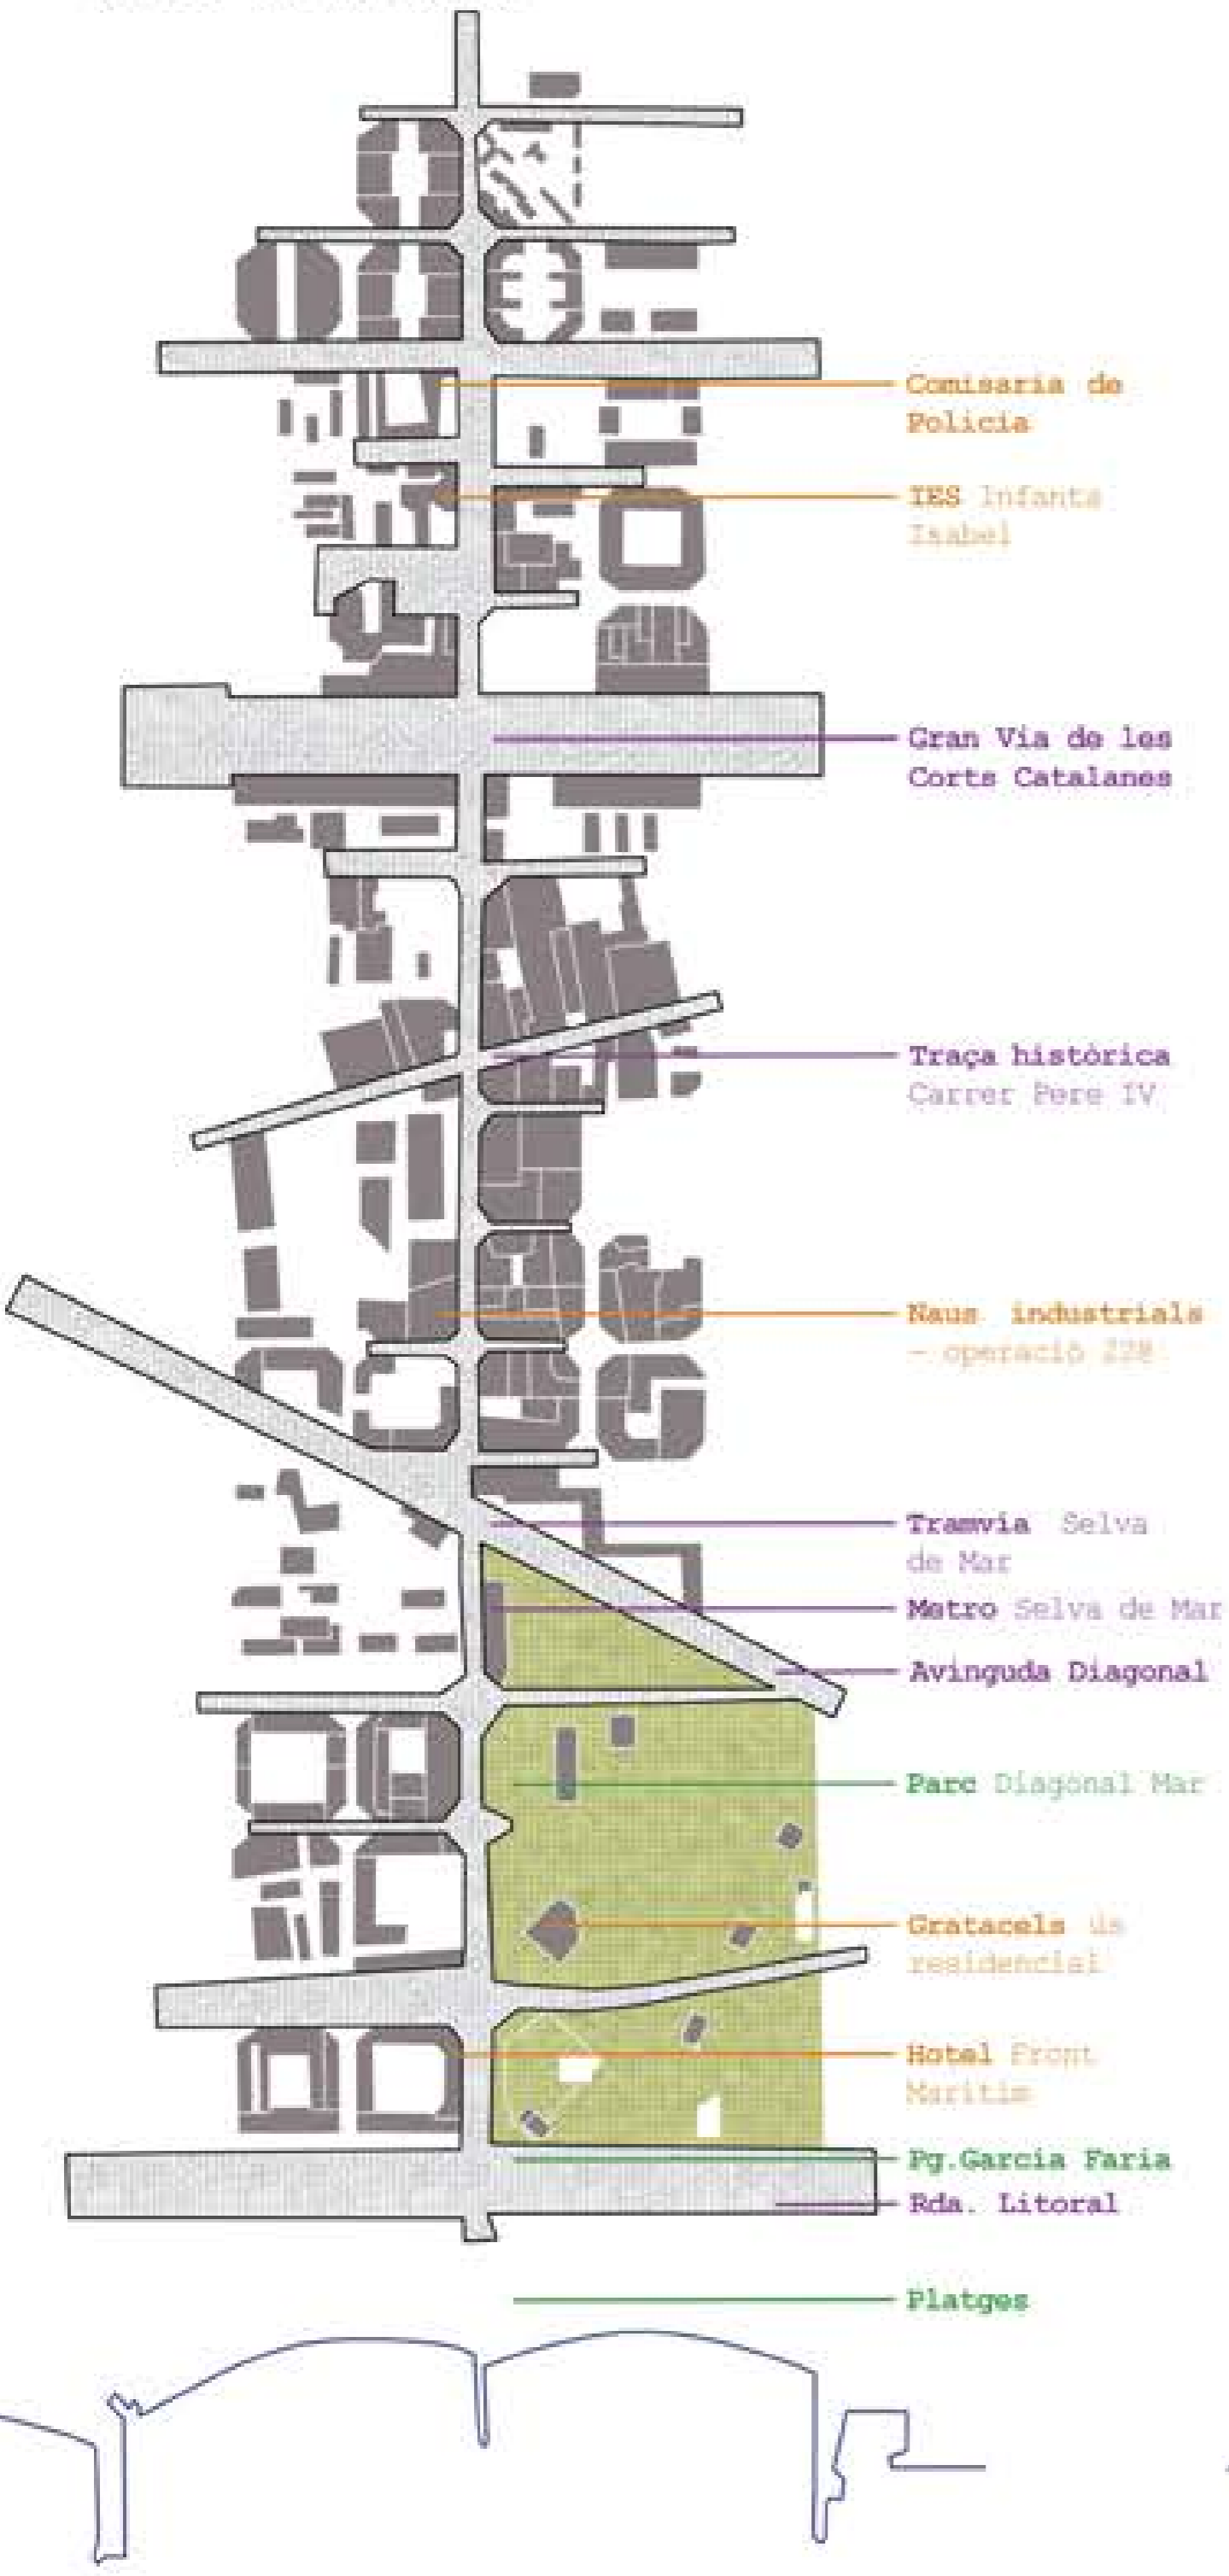 Comisaria de
Policia
IES Infanta
Isabel
Gran Via de les
Corts Catalanes
Traça històrica
Carrer Pere IV
Naus industrials
- operació 22@
Tramvia Selva
de Mar
Metro Selva de Mar
Avinguda Diagonal
Parc Diagonal Mar
Gratacels
residencial
Hotel Front
Maritim
Pg.Garcia Faria
Rda. Litoral
Platges